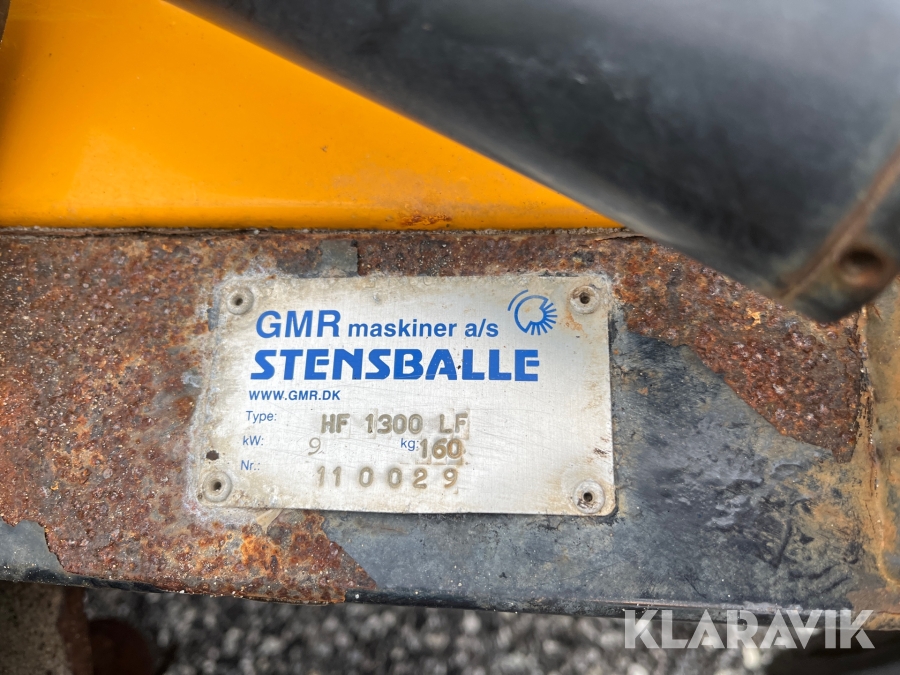 GMR maskiner a/s
STENSBALLE
WWW.GMR.DK
Type: HF 1300 LF
kW: 9 kg: 160
Nr.: 110029
KLARAVIK